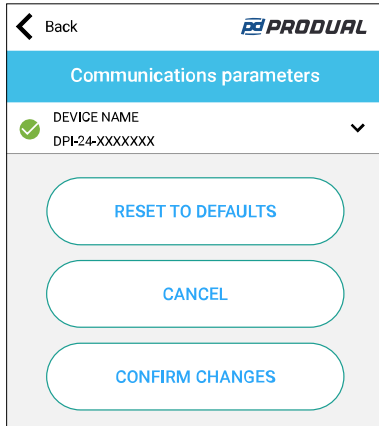 Back
PRODUAL
Communications parameters
DEVICE NAME
DPI-24-XXXXXXX
RESET TO DEFAULTS
CANCEL
CONFIRM CHANGES